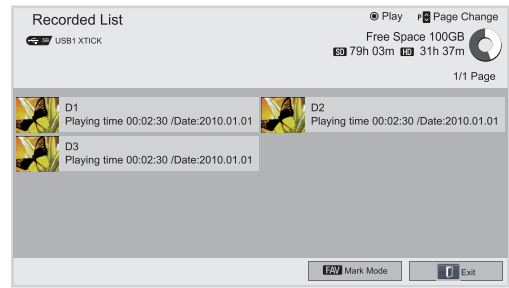 Recorded List
Play P Page Change
USB1 XTICK
Free Space 100GB
SD 79h 03m HD 31h 37m
1/1 Page
D1
Playing time 00:02:30 /Date:2010.01.01
D2
Playing time 00:02:30 /Date:2010.01.01
D3
Playing time 00:02:30 /Date:2010.01.01
FAV Mark Mode
Exit